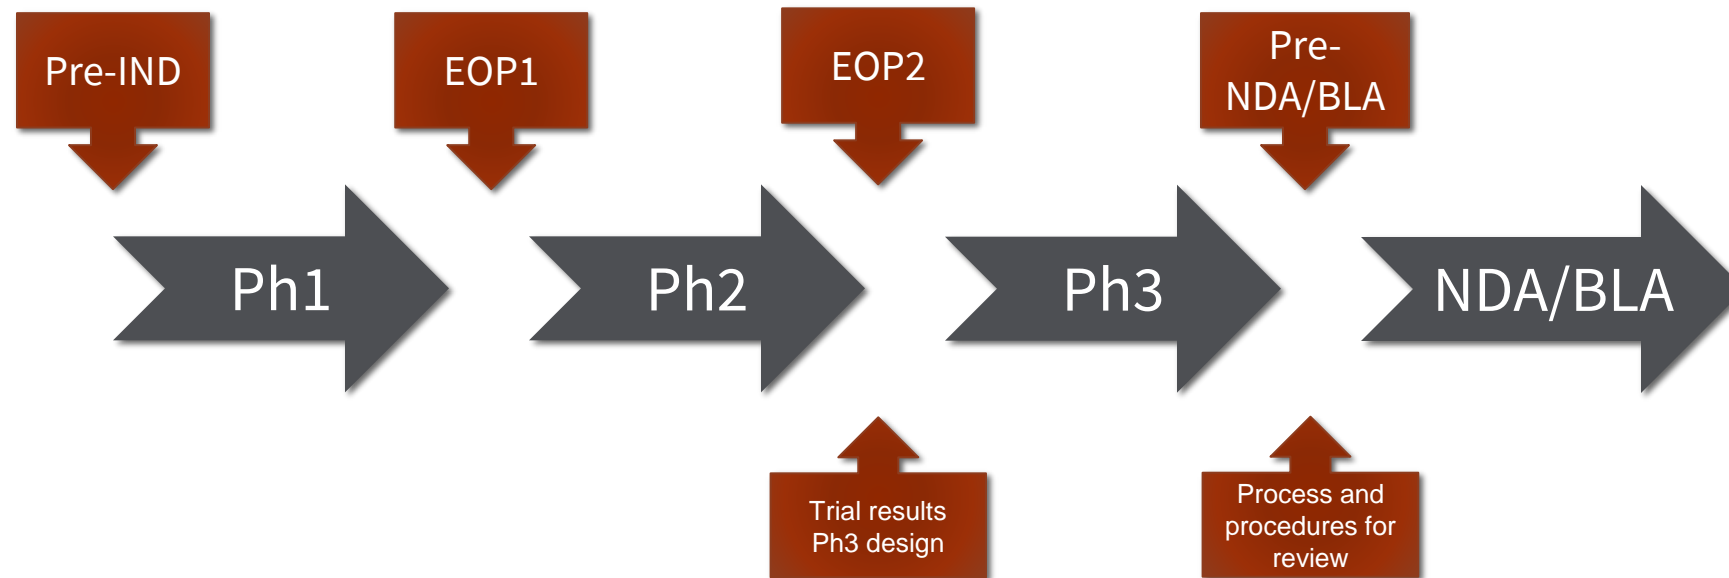 Pre-IND
EOP1
EOP2
Pre-
NDA/BLA
Ph1
Ph2
Ph3
NDA/BLA
Trial results
Ph3 design
Process and
procedures for
review